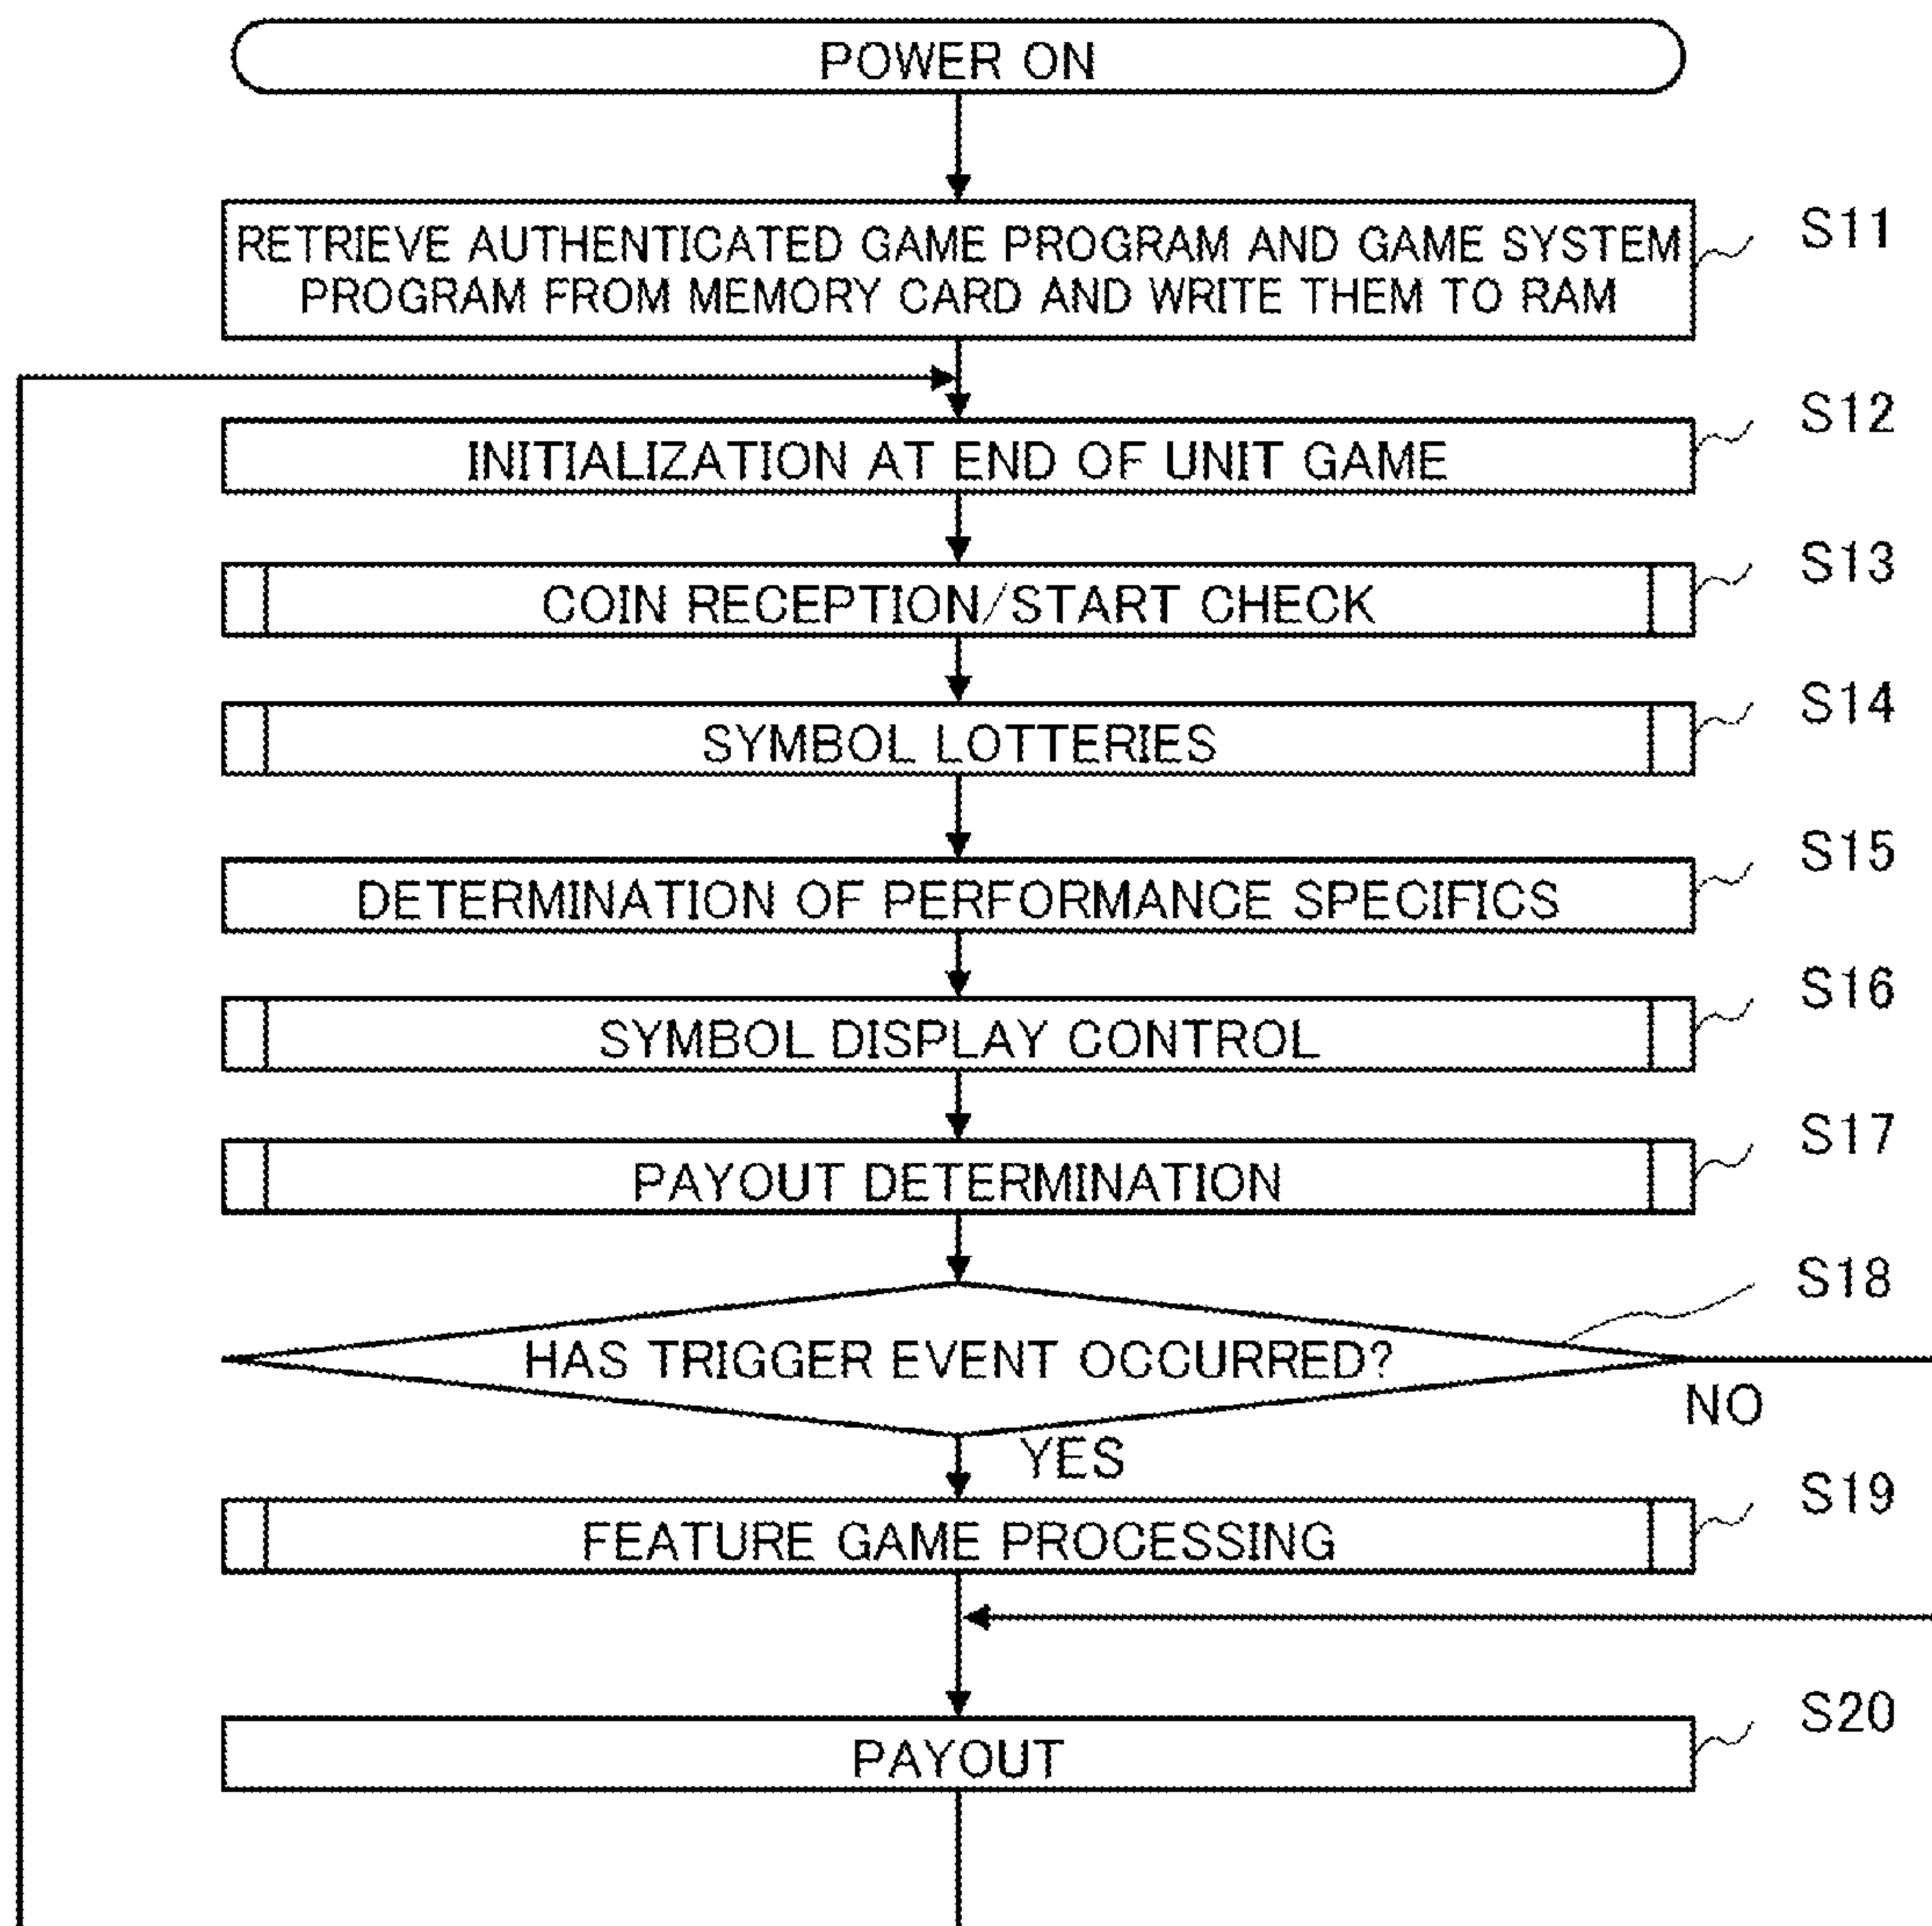 POWER ON
RETRIEVE AUTHENTICATED GAME PROGRAM AND GAME SYSTEM
PROGRAM FROM MEMORY CARD AND WRITE THEM TO RAM
S11
INITIALIZATION AT END OF UNIT GAME
S12
COIN RECEPTION/START CHECK
S13
SYMBOL LOTTERIES
S14
DETERMINATION OF PERFORMANCE SPECIFICS
S15
SYMBOL DISPLAY CONTROL
S16
PAYOUT DETERMINATION
S17
HAS TRIGGER EVENT OCCURRED?
S18
NO
YES
FEATURE GAME PROCESSING
S19
PAYOUT
S20